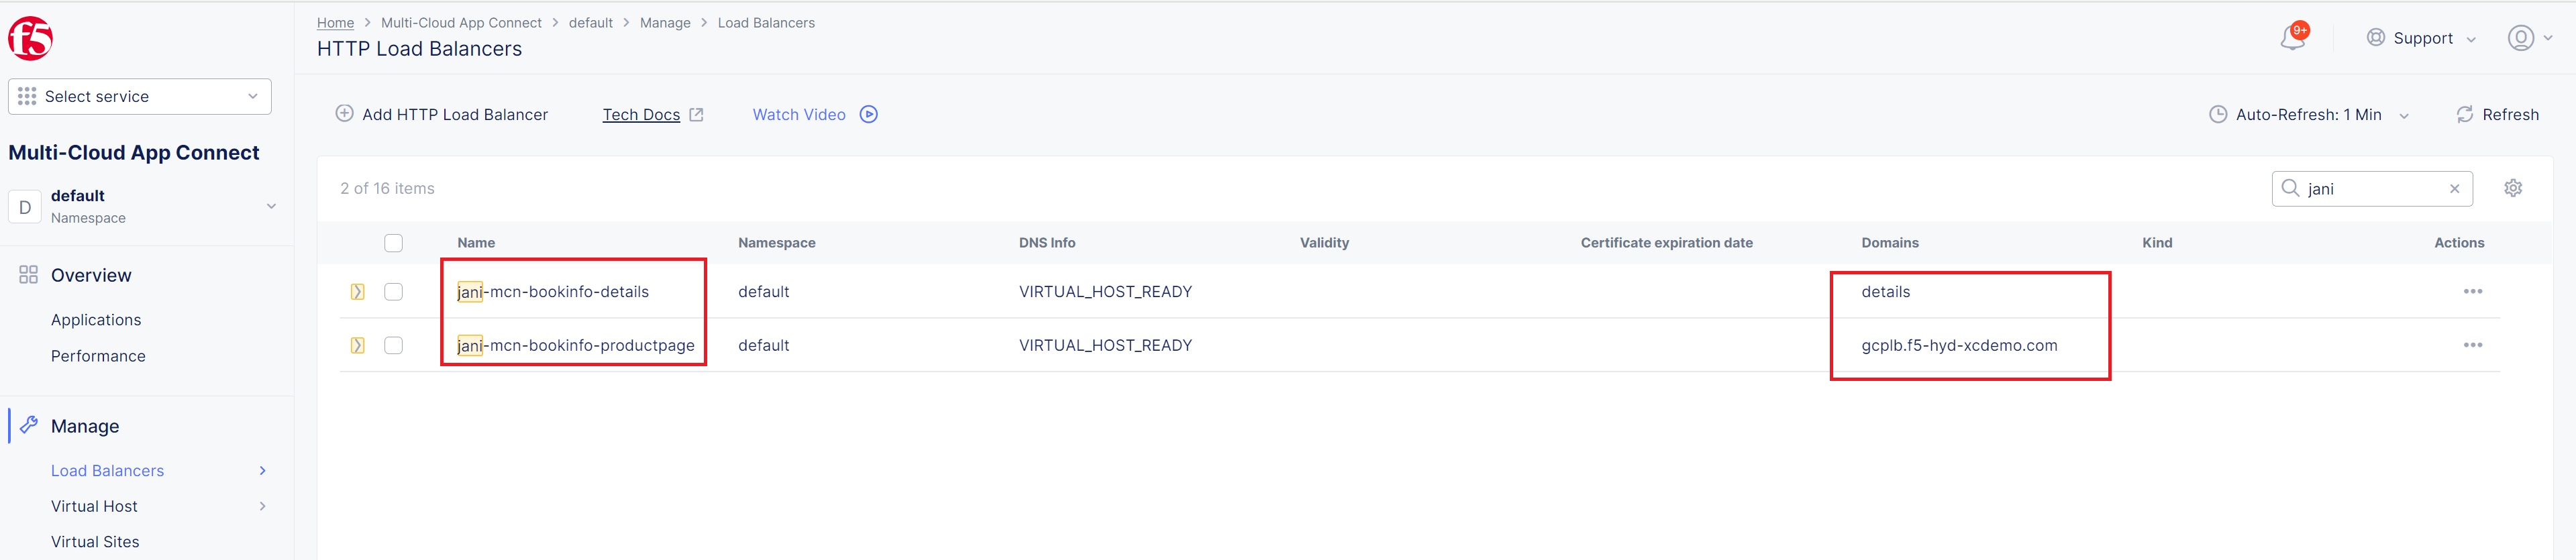 f5
Select service
Multi-Cloud App Connect
D
default
Namespace
Overview
Applications
Performance
Manage
Load Balancers
Virtual Host
Virtual Sites
Home > Multi-Cloud App Connect > default > Manage > Load Balancers
HTTP Load Balancers
9+
Support
Add HTTP Load Balancer Tech Docs Watch Video
Auto-Refresh: 1 Min Refresh
2 of 16 items
jani
Name Namespace DNS Info Validity Certificate expiration date Domains Kind Actions
jani-mcn-bookinfo-details default VIRTUAL_HOST_READY details
jani-mcn-bookinfo-productpage default VIRTUAL_HOST_READY gcplb.f5-hyd-xcdemo.com